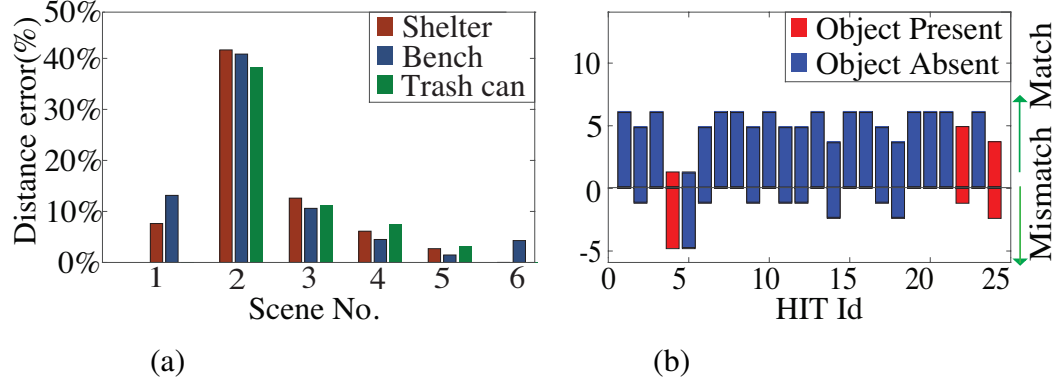 50%
40%
30%
20%
10%
0%
Distance error(%)
Shelter
Bench
Trash can
1 2 3 4 5 6
Scene No.
(a)
10
5
0
-5
Object Present
Object Absent
Mismatch Match
0 5 10 15 20 25
HIT Id
(b)